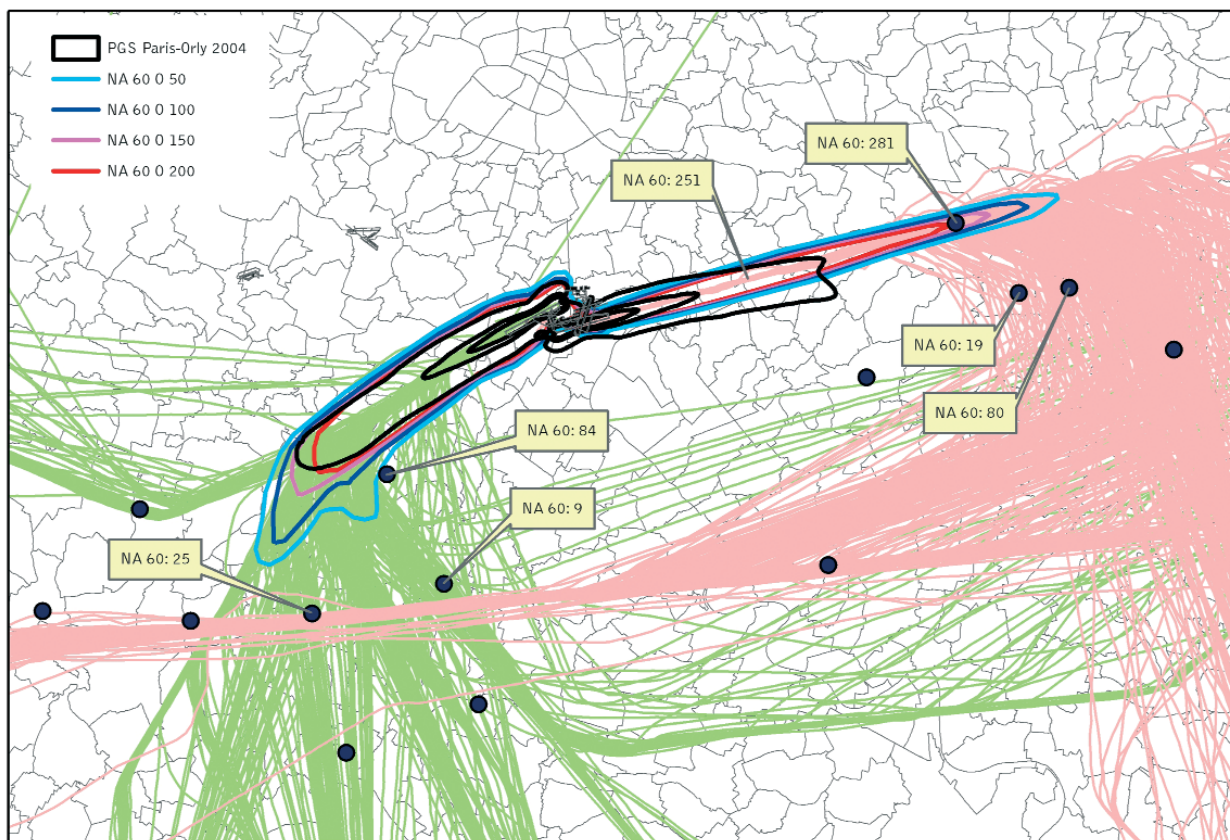 PGS Paris-Orly 2004
NA 60 O 50
NA 60 O 100
NA 60 O 150
NA 60 O 200
NA 60: 281
NA 60: 251
NA 60: 19
NA 60: 80
NA 60: 84
NA 60: 9
NA 60: 25